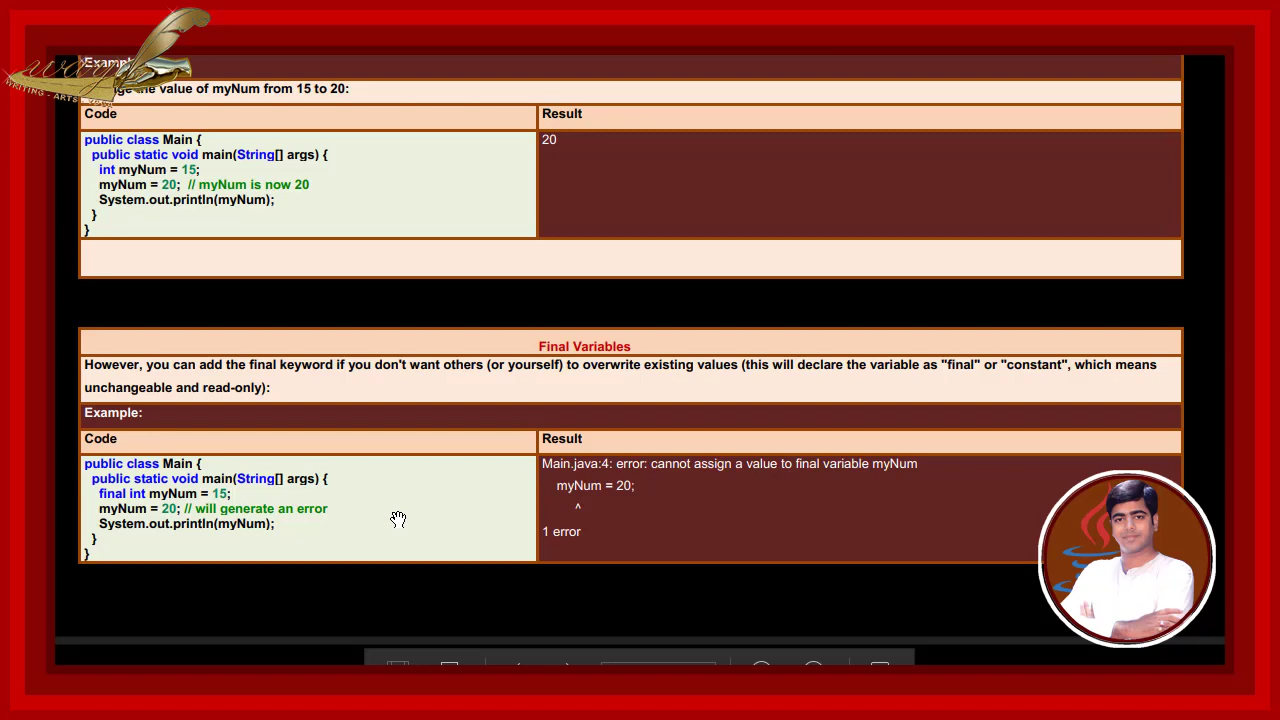 WRITING - ARTS
Exampl
ge the value of myNum from 15 to 20:
Code
Result
public class Main {
public static void main(String[] args) {
int myNum = 15;
myNum = 20; // myNum is now 20
System.out.println(myNum);
}
}
20
Final Variables
However, you can add the final keyword if you don't want others (or yourself) to overwrite existing values (this will declare the variable as "final" or "constant", which means
unchangeable and read-only):
Example:
Code
Result
public class Main {
public static void main(String[] args) {
final int myNum = 15;
myNum = 20; // will generate an error
System.out.println(myNum);
}
}
Main.java:4: error: cannot assign a value to final variable myNum
myNum = 20;
^
1 error